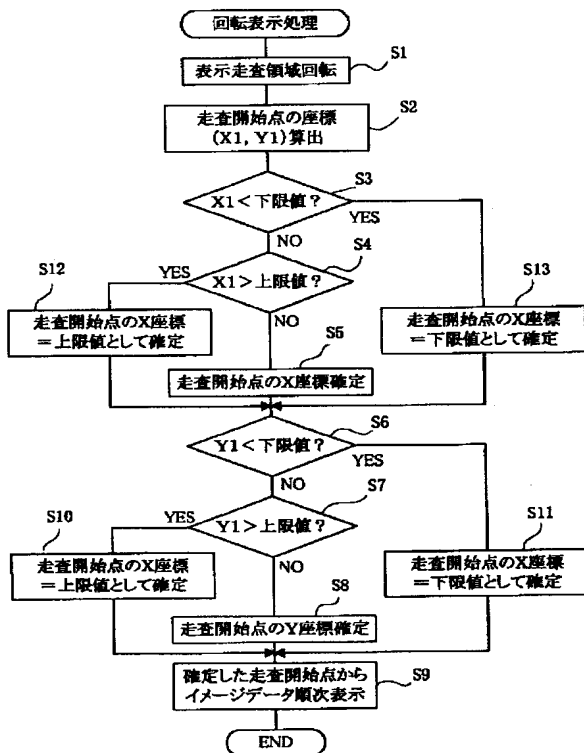 回転表示処理
S1
表示走査領域回転
S2
走査開始点の座標
(X1, Y1)算出
S3
X1<下限値?
YES
NO
S4
S12
YES
X1>上限値?
S13
走査開始点のX座標
=上限値として確定
NO
走査開始点のX座標
=下限値として確定
S5
走査開始点のX座標確定
S6
Y1<下限値?
YES
NO
S7
S10
YES
Y1>上限値?
S11
走査開始点のX座標
=上限値として確定
NO
走査開始点のX座標
=下限値として確定
S8
走査開始点のY座標確定
確定した走査開始点から
イメージデータ順次表示
S9
END